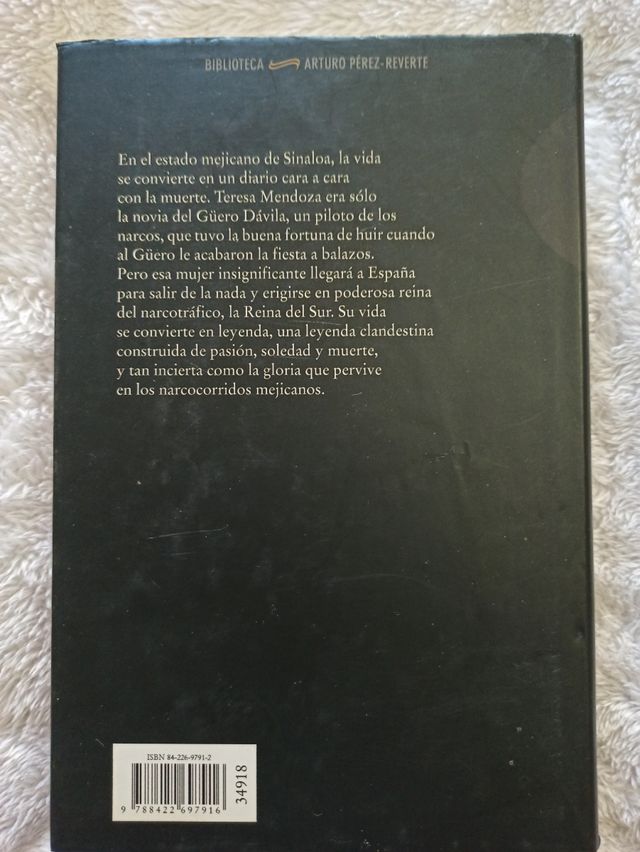 BIBLIOTECA ARTURO PÉREZ-REVERTE
En el estado mejicano de Sinaloa, la vida
se convierte en un diario cara a cara
con la muerte. Teresa Mendoza era sólo
la novia del Güero Dávila, un piloto de los
narcos, que tuvo la buena fortuna de huir cuando
al Güero le acabaron la fiesta a balazos.
Pero esa mujer insignificante llegará a España
para salir de la nada y erigirse en poderosa reina
del narcotráfico, la Reina del Sur. Su vida
se convierte en leyenda, una leyenda clandestina
construida de pasión, soledad y muerte,
y tan incierta como la gloria que pervive
en los narcocorridos mejicanos.
ISBN 84-226-9791-2
9 788422 697916
34918